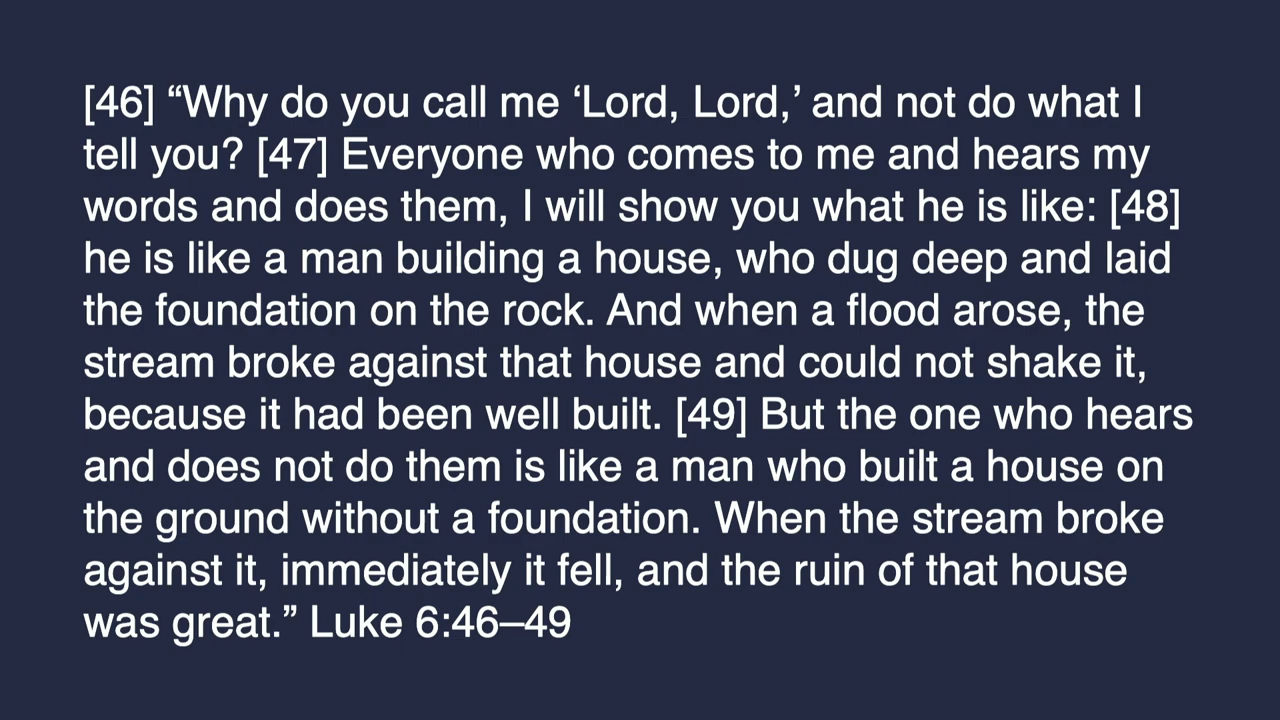 [46] “Why do you call me ‘Lord, Lord,’ and not do what I
tell you? [47] Everyone who comes to me and hears my
words and does them, I will show you what he is like: [48]
he is like a man building a house, who dug deep and laid
the foundation on the rock. And when a flood arose, the
stream broke against that house and could not shake it,
because it had been well built. [49] But the one who hears
and does not do them is like a man who built a house on
the ground without a foundation. When the stream broke
against it, immediately it fell, and the ruin of that house
was great.” Luke 6:46–49